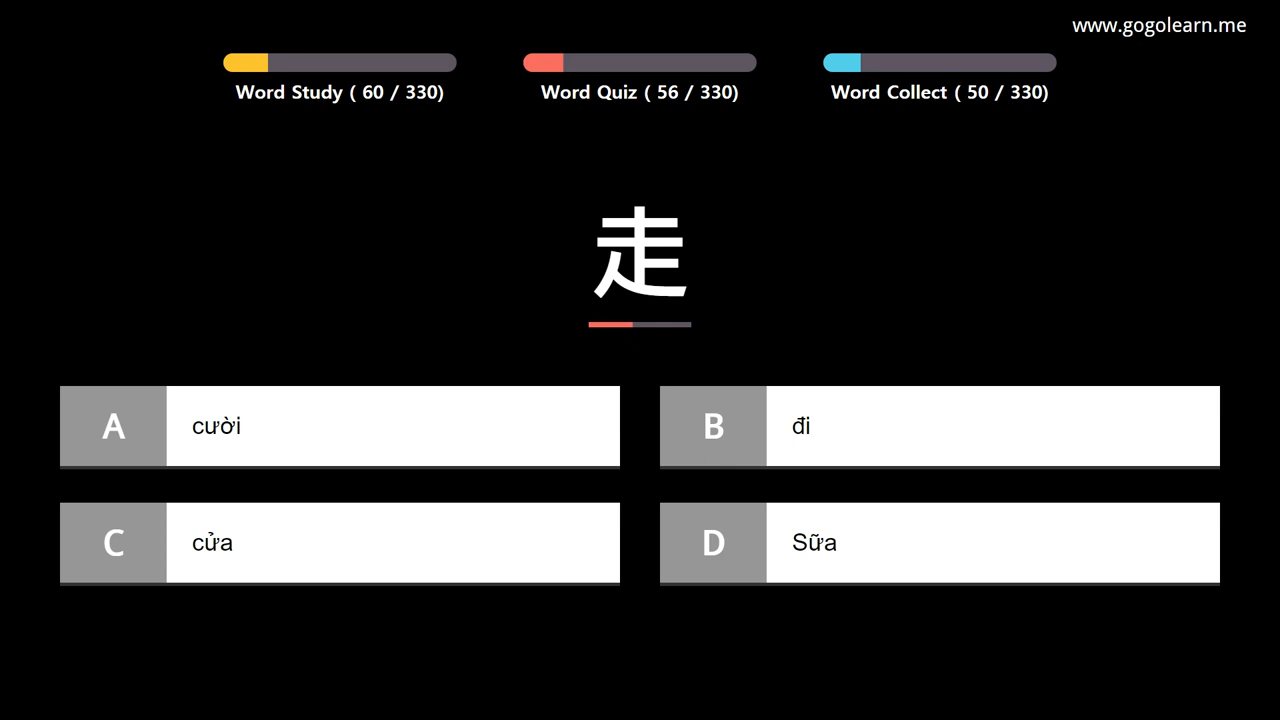 www.gogolearn.me
Word Study ( 60 / 330)
Word Quiz ( 56 / 330)
Word Collect ( 50 / 330)
走
A cười
B đi
C cửa
D Sữa